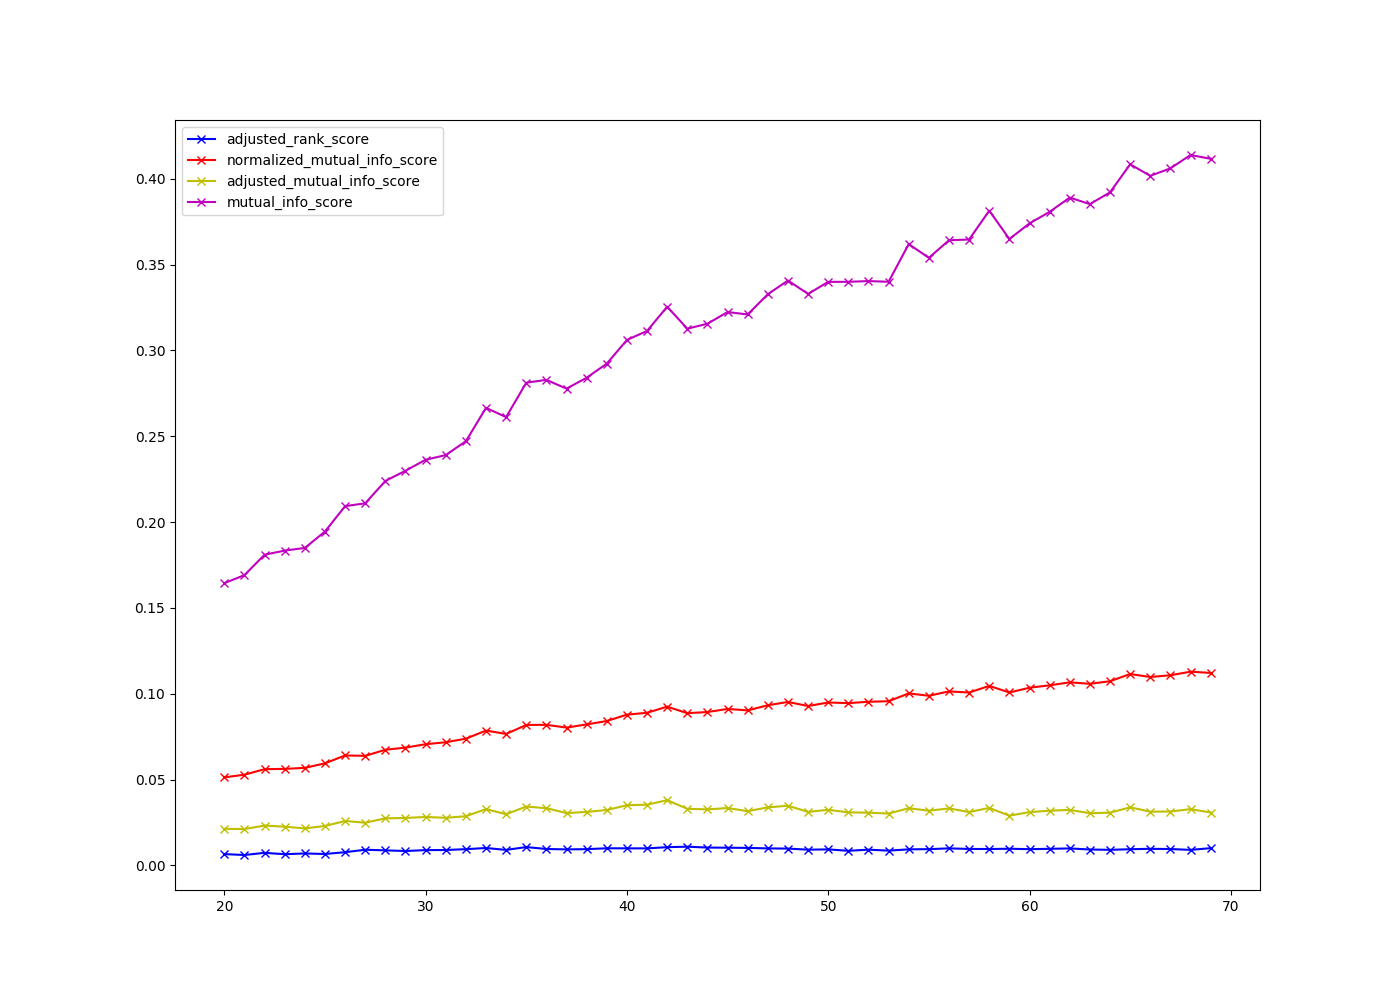 adjusted_rank_score
normalized_mutual_info_score
adjusted_mutual_info_score
mutual_info_score
0.40
0.35
0.30
0.25
0.20
0.15
0.10
0.05
0.00
20 30 40 50 60 70